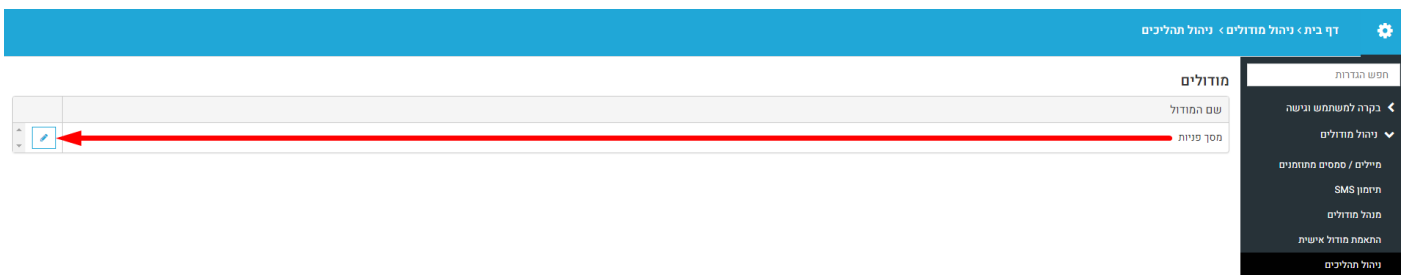 דף בית > ניהול מודולים > ניהול תהליכים
חפש הגדרות
בקרה למשתמש וגישה
ניהול מודולים
מיילים / סמסים מתוזמנים
תיזמון SMS
מנהל מודולים
התאמת מודול אישית
ניהול תהליכים
מודולים
שם המודול
מסך פניות